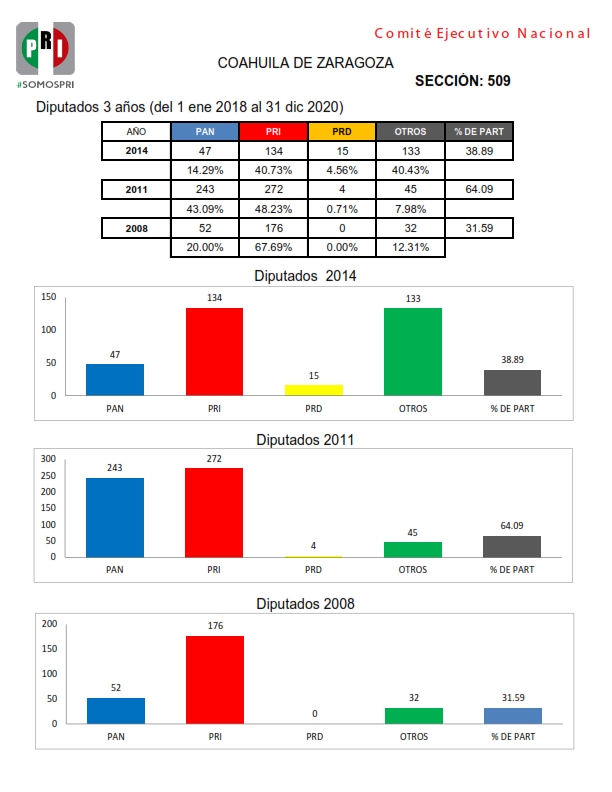 Comité Ejecutivo Nacional
PRI
#SOMOSPRI
COAHUILA DE ZARAGOZA
SECCIÓN: 509
Diputados 3 años (del 1 ene 2018 al 31 dic 2020)
AÑO PAN PRI PRD OTROS % DE PART
2014 47 134 15 133 38.89
14.29% 40.73% 4.56% 40.43%
2011 243 272 4 45 64.09
43.09% 48.23% 0.71% 7.98%
2008 52 176 0 32 31.59
20.00% 67.69% 0.00% 12.31%
Diputados 2014
150
100
50
0
47 134 15 133 38.89
PAN PRI PRD OTROS % DE PART
Diputados 2011
300
250
200
150
100
50
0
243 272 4 45 64.09
PAN PRI PRD OTROS % DE PART
Diputados 2008
200
150
100
50
0
52 176 0 32 31.59
PAN PRI PRD OTROS % DE PART